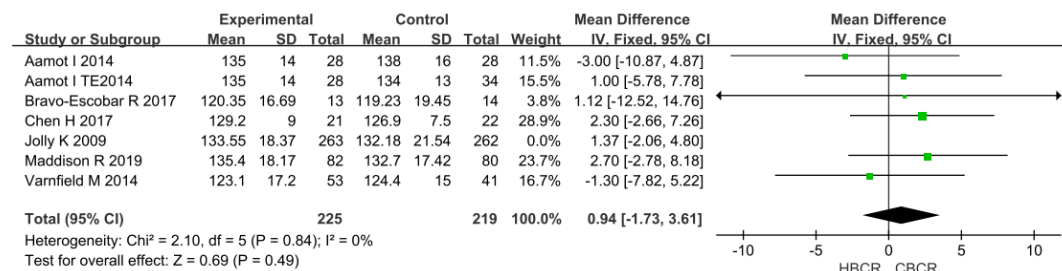 Experimental Control Mean Difference Mean Difference
Study or Subgroup Mean SD Total Mean SD Total Weight IV, Fixed, 95% CI IV, Fixed, 95% CI
Aamot I 2014 135 14 28 138 16 28 11.5% -3.00 [-10.87, 4.87]
Aamot I TE2014 135 14 28 134 13 34 15.5% 1.00 [-5.78, 7.78]
Bravo-Escobar R 2017 120.35 16.69 13 119.23 19.45 14 3.8% 1.12 [-12.52, 14.76]
Chen H 2017 129.2 9 21 126.9 7.5 22 28.9% 2.30 [-2.66, 7.26]
Jolly K 2009 133.55 18.37 263 132.18 21.54 262 0.0% 1.37 [-2.06, 4.80]
Maddison R 2019 135.4 18.17 82 132.7 17.42 80 23.7% 2.70 [-2.78, 8.18]
Varnfield M 2014 123.1 17.2 53 124.4 15 41 16.7% -1.30 [-7.82, 5.22]
Total (95% CI) 225 219 100.0% 0.94 [-1.73, 3.61]
Heterogeneity: Chi² = 2.10, df = 5 (P = 0.84); I² = 0%
Test for overall effect: Z = 0.69 (P = 0.49)
-10 -5 0 5 10
HBCR CBCR